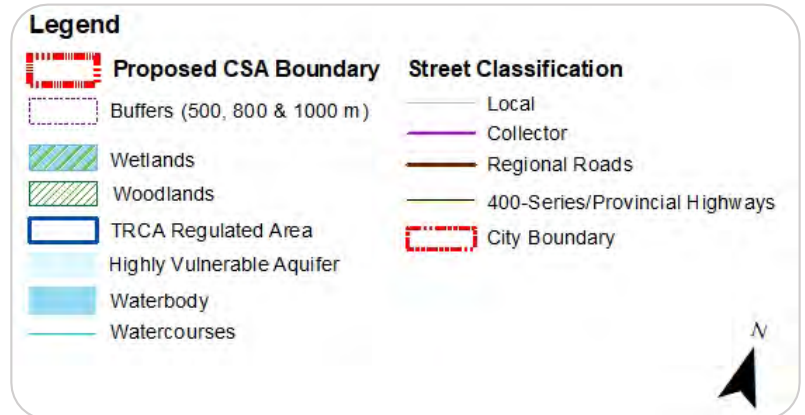 Legend
Proposed CSA Boundary
Buffers (500, 800 & 1000 m)
Wetlands
Woodlands
TRCA Regulated Area
Highly Vulnerable Aquifer
Waterbody
Watercourses
Street Classification
Local
Collector
Regional Roads
400-Series/Provincial Highways
City Boundary
N